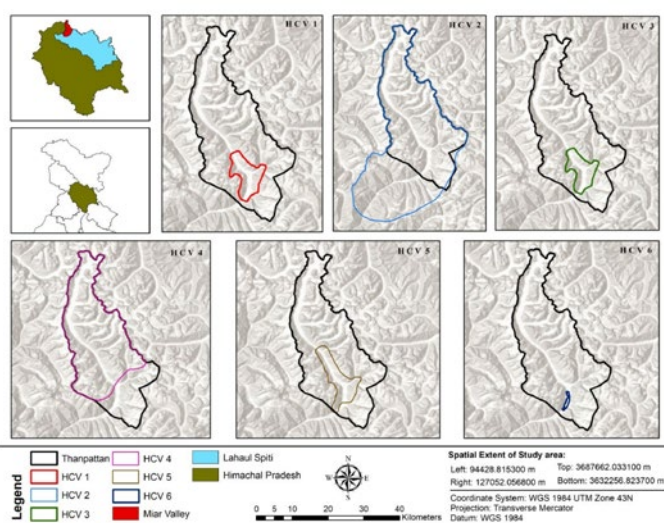 HCV 1
HCV 2
HCV 3
HCV 4
HCV 5
HCV 6
Legend
Thanpattan
HCV 1
HCV 2
HCV 3
HCV 4
HCV 5
HCV 6
Miar Valley
Lahaul Spiti
Himachal Pradesh
N
W
E
S
0 5 10 20 30 40
Kilometers
Spatial Extent of Study area:
Left: 94428.815300 m Top: 3687662.033100 m
Right: 127052.056800 m Bottom: 3632256.823700 m
Coordinate System: WGS 1984 UTM Zone 43N
Projection: Transverse Mercator
Datum: WGS 1984